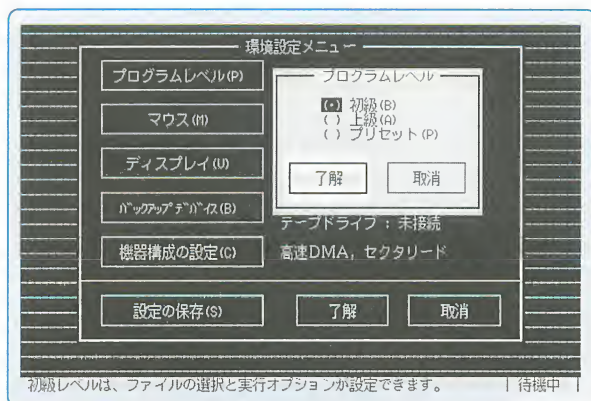 環境設定メニュー
プログラムレベル(P)
マウス(M)
ディスプレイ(U)
バックアップデバイス(B)
機器構成の設定(C)
プログラムレベル
(•) 初級(B)
( ) 上級(A)
( ) プリセット(P)
了解 取消
テープドライブ : 未接続
高速DMA, セクタリード
設定の保存(S) 了解 取消
初級レベルは、ファイルの選択と実行オプションが設定できます。 | 待機中 |